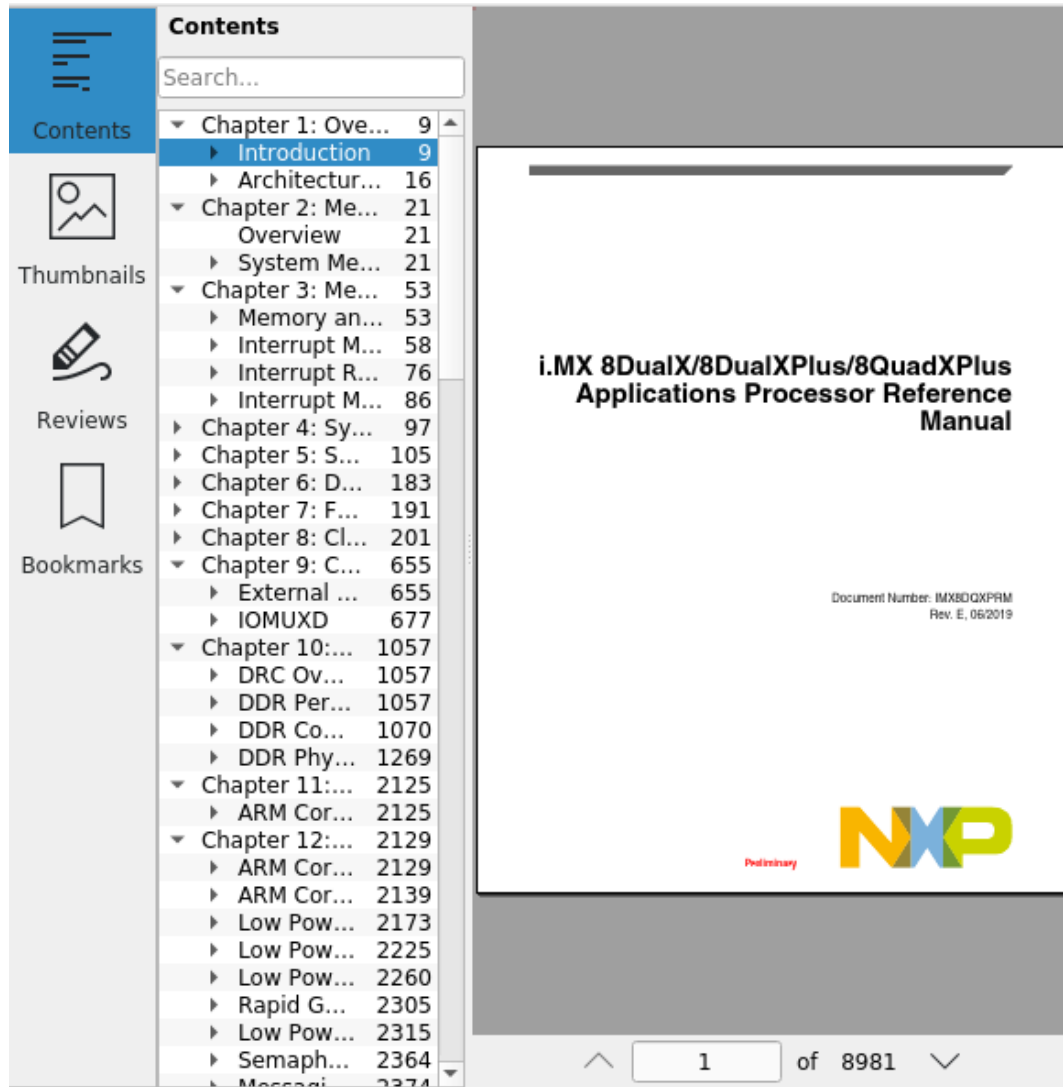 Contents
Thumbnails
Reviews
Bookmarks
Contents
Search...
Chapter 1: Ove... 9
Introduction 9
Architectur... 16
Chapter 2: Me... 21
Overview 21
System Me... 21
Chapter 3: Me... 53
Memory an... 53
Interrupt M... 58
Interrupt R... 76
Interrupt M... 86
Chapter 4: Sy... 97
Chapter 5: S... 105
Chapter 6: D... 183
Chapter 7: F... 191
Chapter 8: Cl... 201
Chapter 9: C... 655
External ... 655
IOMUXD 677
Chapter 10:... 1057
DRC Ov... 1057
DDR Per... 1057
DDR Co... 1070
DDR Phy... 1269
Chapter 11:... 2125
ARM Cor... 2125
Chapter 12:... 2129
ARM Cor... 2129
ARM Cor... 2139
Low Pow... 2173
Low Pow... 2225
Low Pow... 2260
Rapid G... 2305
Low Pow... 2315
Semaph... 2364
Messagi... 2374
i.MX 8DualX/8DualXPlus/8QuadXPlus
Applications Processor Reference
Manual
Document Number: IMX8DQXPRM
Rev. E, 06/2019
Preliminary
NXP
1 of 8981